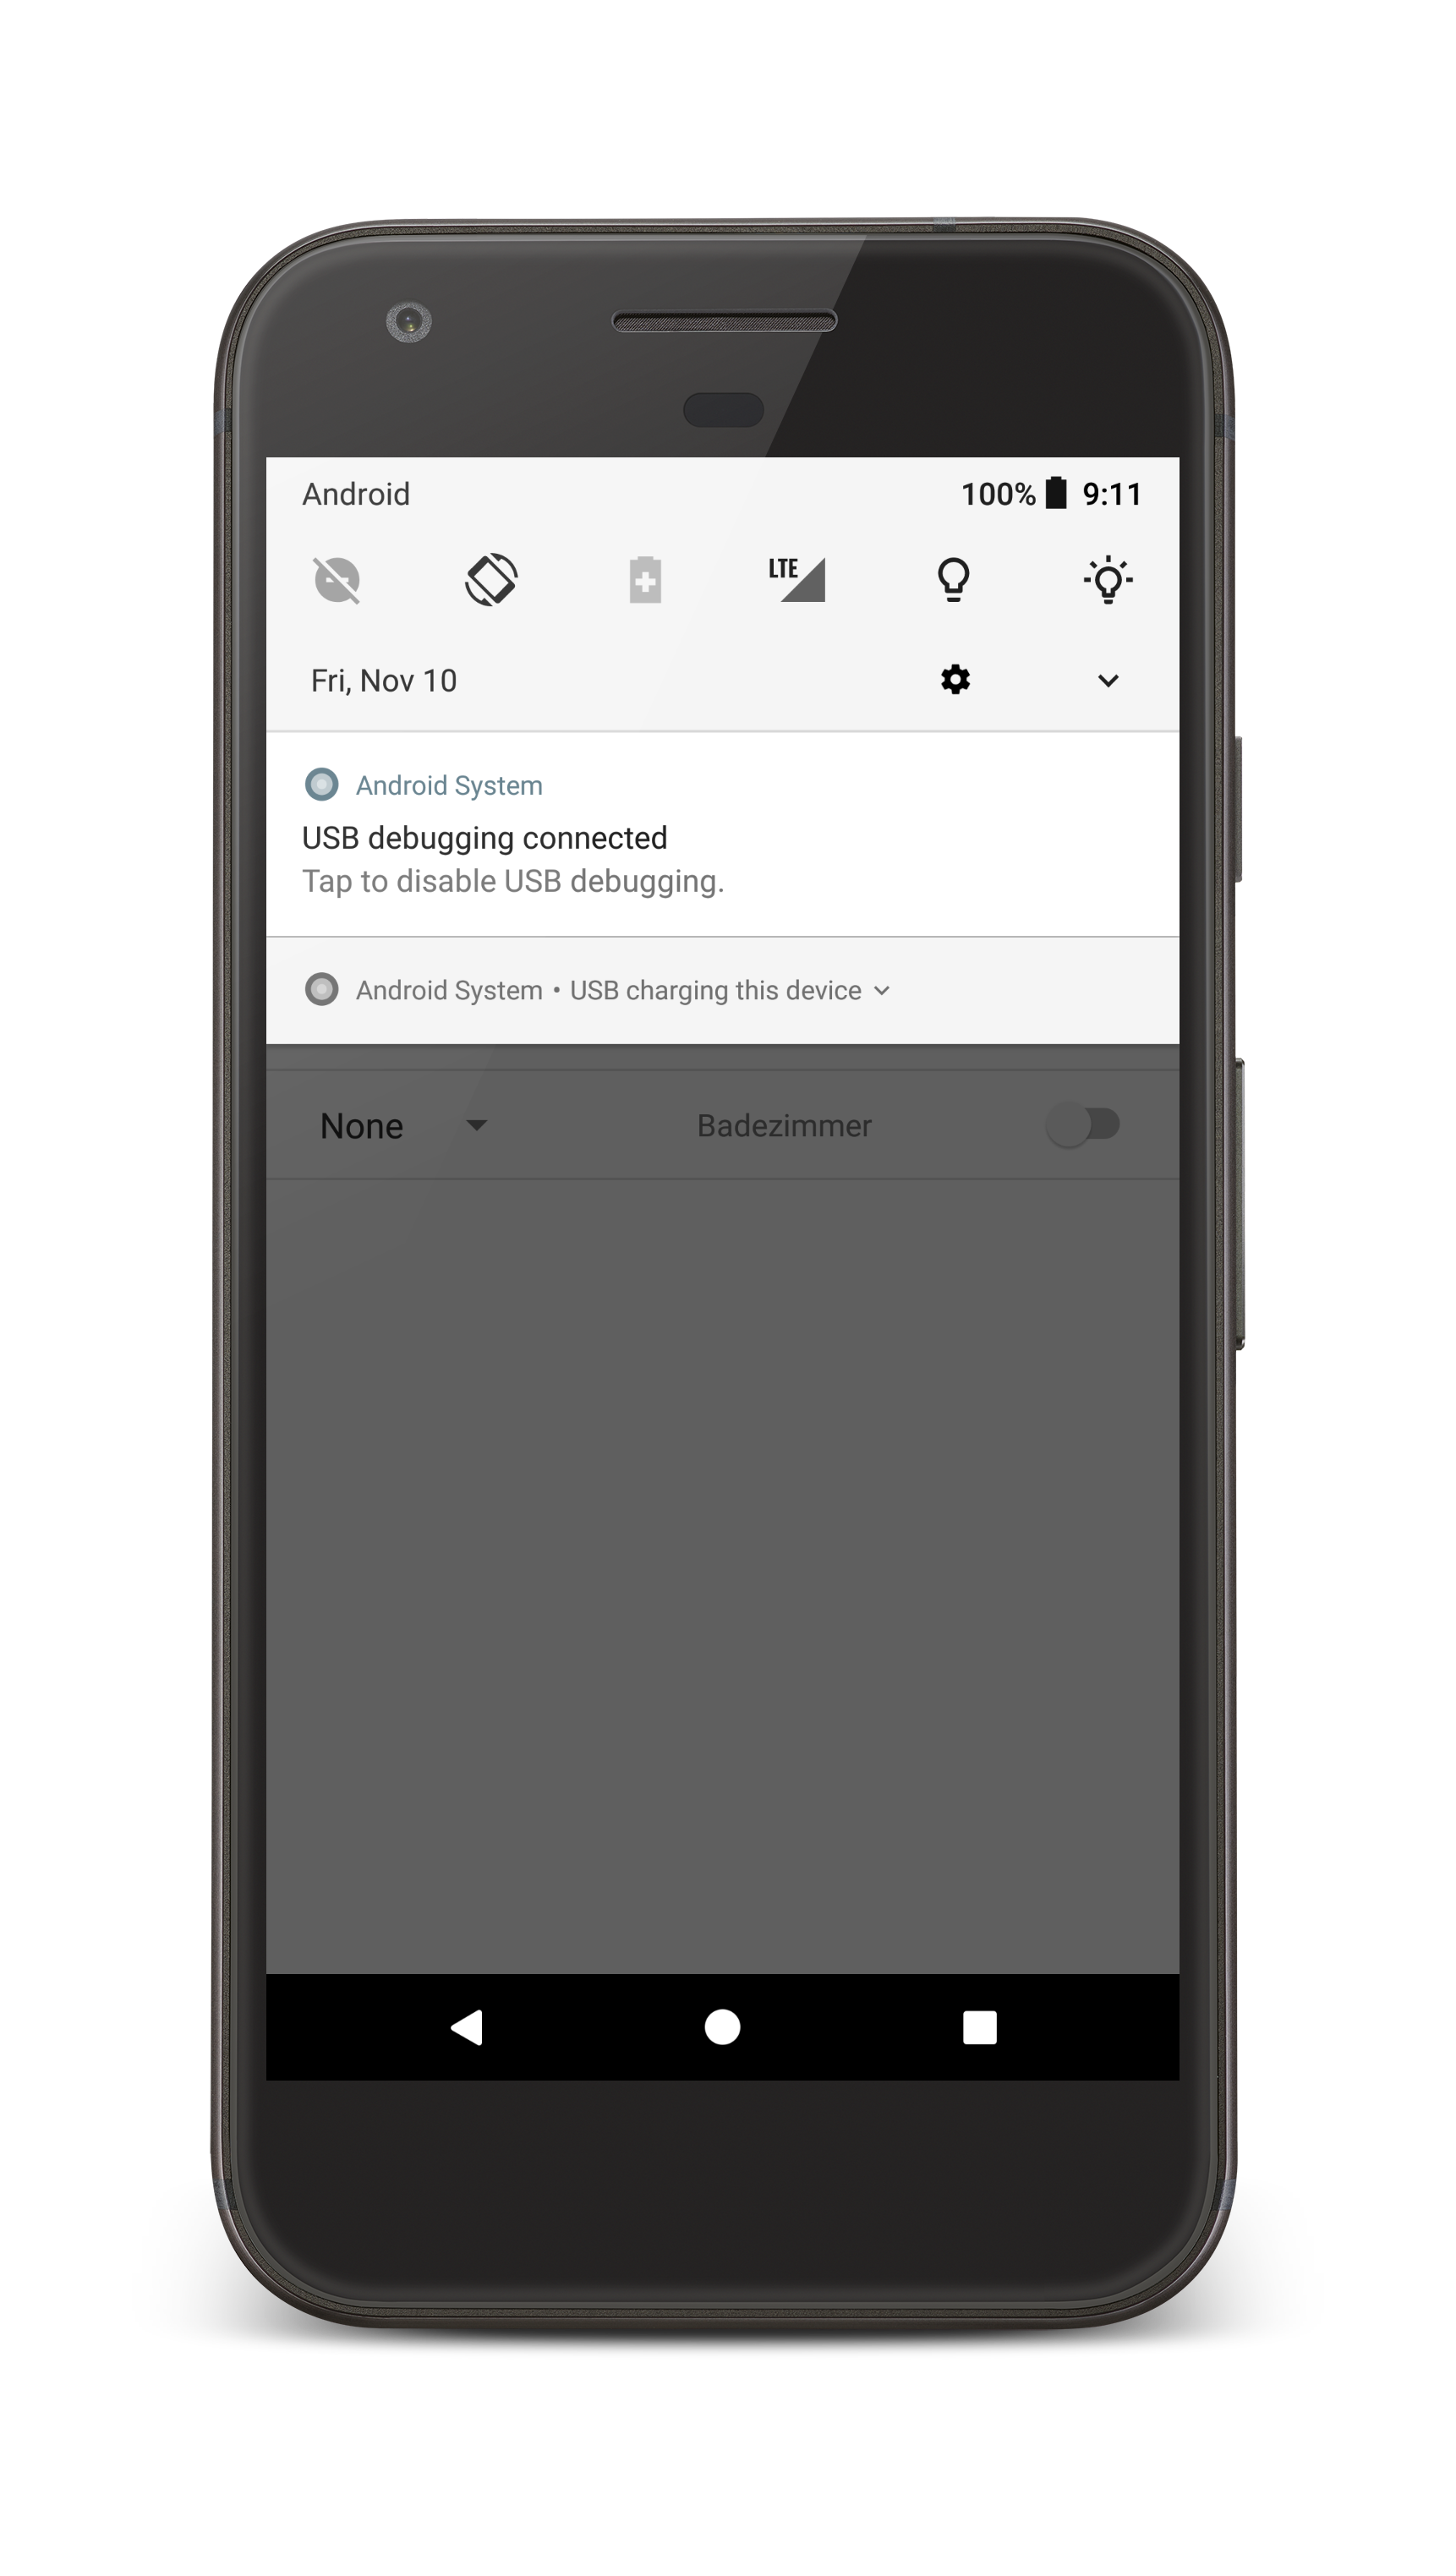 Android 100% 9:11
LTE
Fri, Nov 10
Android System
USB debugging connected
Tap to disable USB debugging.
Android System • USB charging this device
None Badezimmer